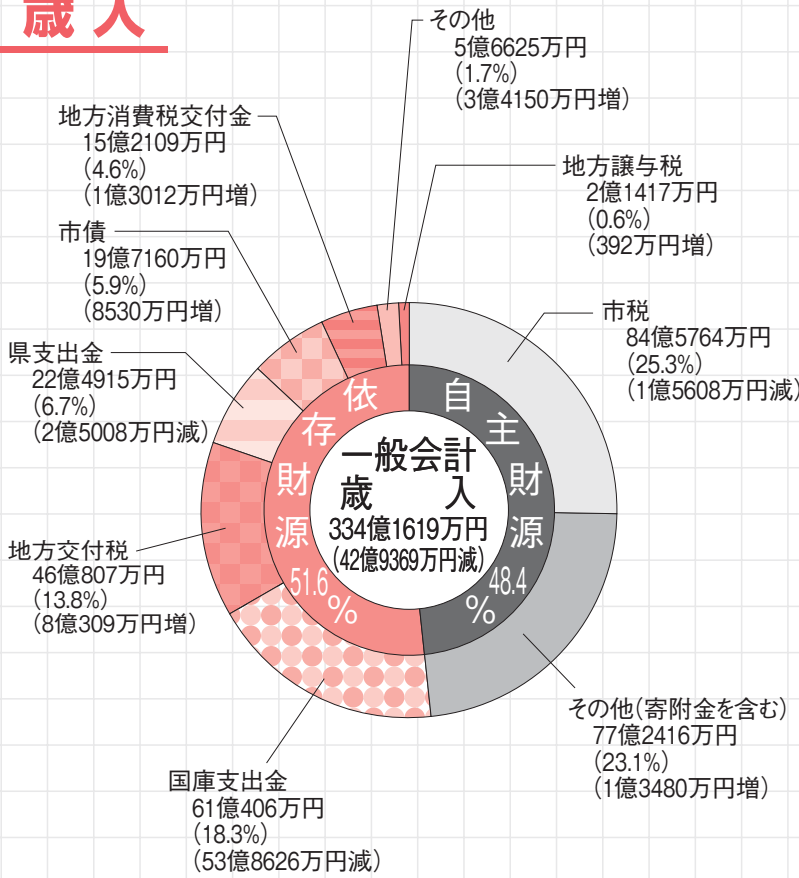 歳入
その他
5億6625万円
(1.7%)
(3億4150万円増)
地方消費税交付金
15億2109万円
(4.6%)
(1億3012万円増)
地方譲与税
2億1417万円
(0.6%)
(392万円増)
市債
19億7160万円
(5.9%)
(8530万円増)
市税
84億5764万円
(25.3%)
(1億5608万円減)
県支出金
22億4915万円
(6.7%)
(2億5008万円減)
依存財源
51.6%
自主財源
48.4%
一般会計
歳入
334億1619万円
(42億9369万円減)
地方交付税
46億807万円
(13.8%)
(8億309万円増)
その他(寄附金を含む)
77億2416万円
(23.1%)
(1億3480万円増)
国庫支出金
61億406万円
(18.3%)
(53億8626万円減)